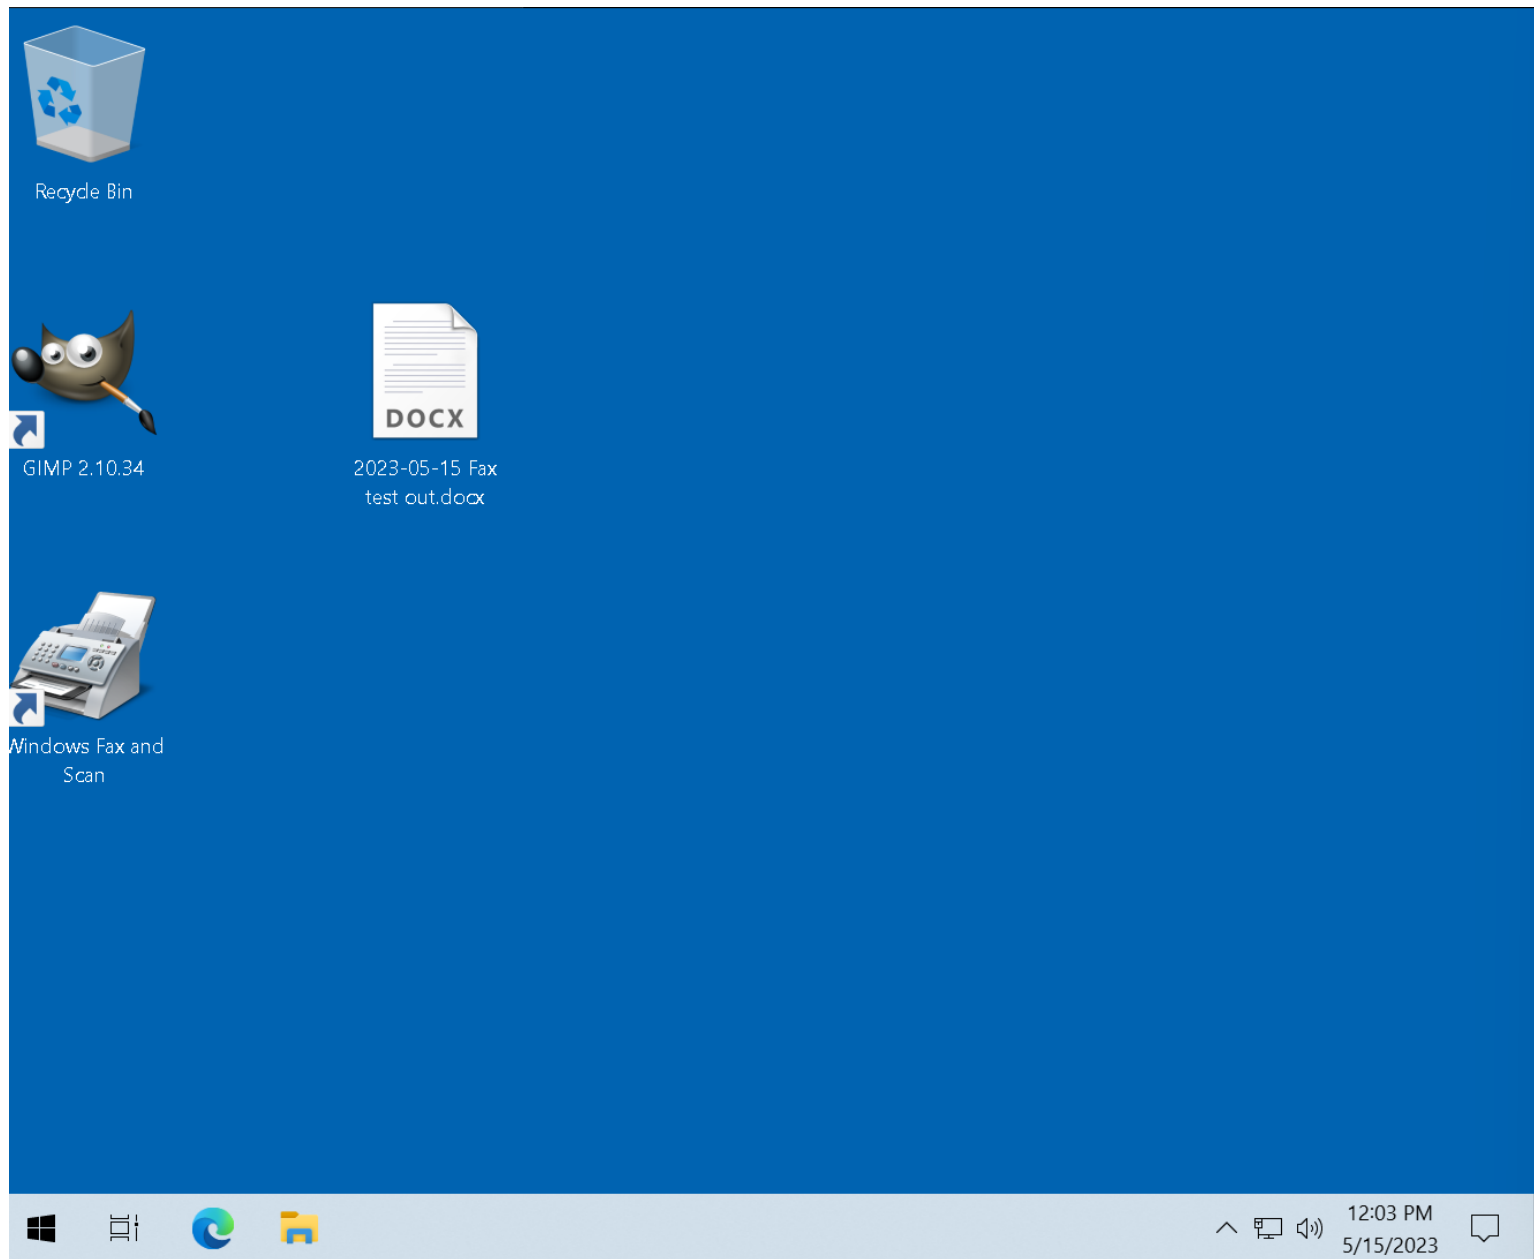 Recycle Bin
GIMP 2.10.34
DOCX
2023-05-15 Fax
test out.docx
Windows Fax and
Scan
12:03 PM
5/15/2023